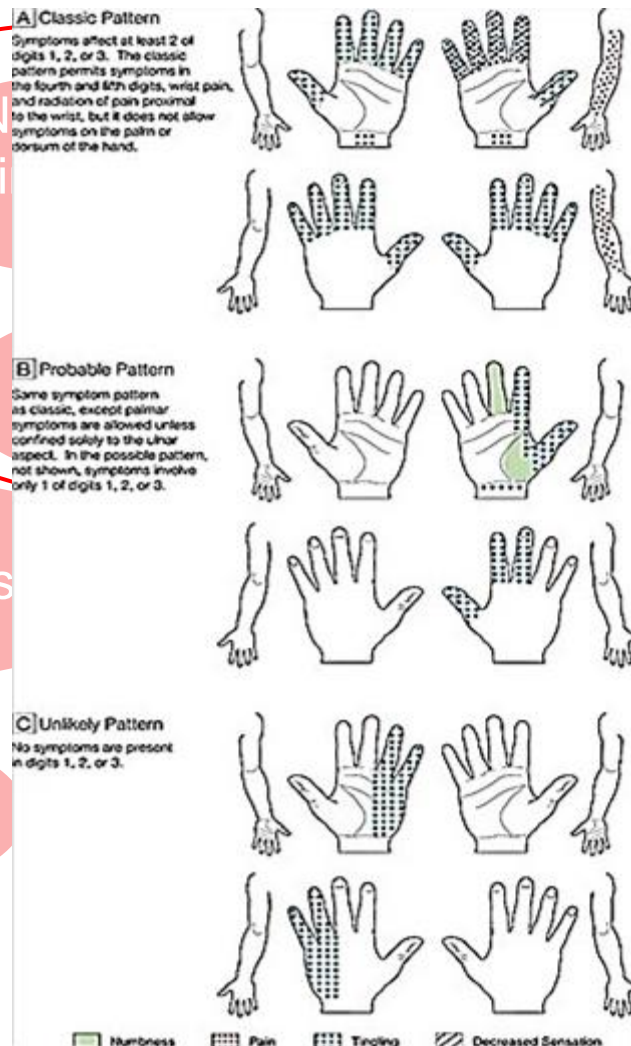 A Classic Pattern
Symptoms affect at least 2 of
digits 1, 2, or 3. The classic
pattern permits symptoms in
the fourth and fifth digits, wrist pain,
and radiation of pain proximal
to the wrist, but it does not allow
symptoms on the palm or
dorsum of the hand.
B Probable Pattern
Same symptom pattern
as classic, except palmar
symptoms are allowed unless
confined solely to the ulnar
aspect. In the possible pattern,
not shown, symptoms involve
only 1 of digits 1, 2, or 3.
C Unlikely Pattern
No symptoms are present
in digits 1, 2, or 3.
Numbness Pain Tingling Decreased Sensation